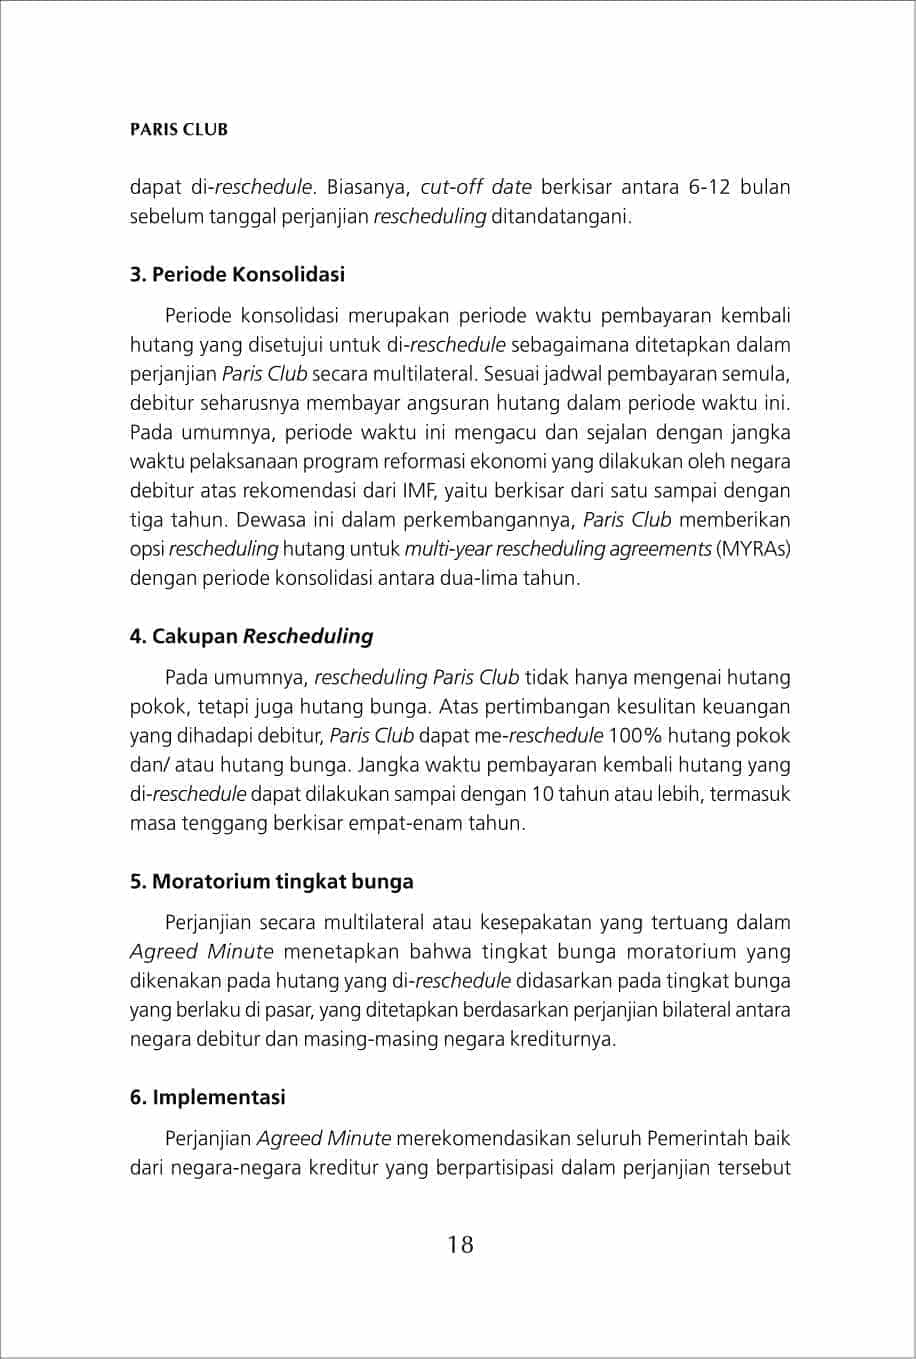 PARIS CLUB
dapat di-reschedule. Biasanya, cut-off date berkisar antara 6-12 bulan
sebelum tanggal perjanjian rescheduling ditandatangani.
3. Periode Konsolidasi
Periode konsolidasi merupakan periode waktu pembayaran kembali
hutang yang disetujui untuk di-reschedule sebagaimana ditetapkan dalam
perjanjian Paris Club secara multilateral. Sesuai jadwal pembayaran semula,
debitur seharusnya membayar angsuran hutang dalam periode waktu ini.
Pada umumnya, periode waktu ini mengacu dan sejalan dengan jangka
waktu pelaksanaan program reformasi ekonomi yang dilakukan oleh negara
debitur atas rekomendasi dari IMF, yaitu berkisar dari satu sampai dengan
tiga tahun. Dewasa ini dalam perkembangannya, Paris Club memberikan
opsi rescheduling hutang untuk multi-year rescheduling agreements (MYRAs)
dengan periode konsolidasi antara dua-lima tahun.
4. Cakupan Rescheduling
Pada umumnya, rescheduling Paris Club tidak hanya mengenai hutang
pokok, tetapi juga hutang bunga. Atas pertimbangan kesulitan keuangan
yang dihadapi debitur, Paris Club dapat me-reschedule 100% hutang pokok
dan/ atau hutang bunga. Jangka waktu pembayaran kembali hutang yang
di-reschedule dapat dilakukan sampai dengan 10 tahun atau lebih, termasuk
masa tenggang berkisar empat-enam tahun.
5. Moratorium tingkat bunga
Perjanjian secara multilateral atau kesepakatan yang tertuang dalam
Agreed Minute menetapkan bahwa tingkat bunga moratorium yang
dikenakan pada hutang yang di-reschedule didasarkan pada tingkat bunga
yang berlaku di pasar, yang ditetapkan berdasarkan perjanjian bilateral antara
negara debitur dan masing-masing negara krediturnya.
6. Implementasi
Perjanjian Agreed Minute merekomendasikan seluruh Pemerintah baik
dari negara-negara kreditur yang berpartisipasi dalam perjanjian tersebut
18